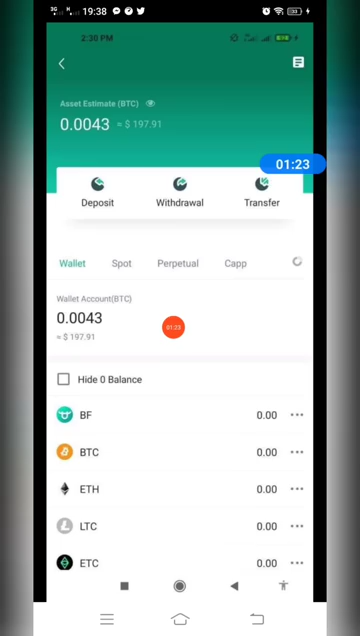 3G 19:38
2:30 PM
Asset Estimate (BTC)
0.0043 ≈ $ 197.91
01:23
Deposit Withdrawal Transfer
Wallet Spot Perpetual Capp
Wallet Account(BTC)
0.0043
≈ $ 197.91
01:23
Hide 0 Balance
BF 0.00
BTC 0.00
ETH 0.00
LTC 0.00
ETC 0.00